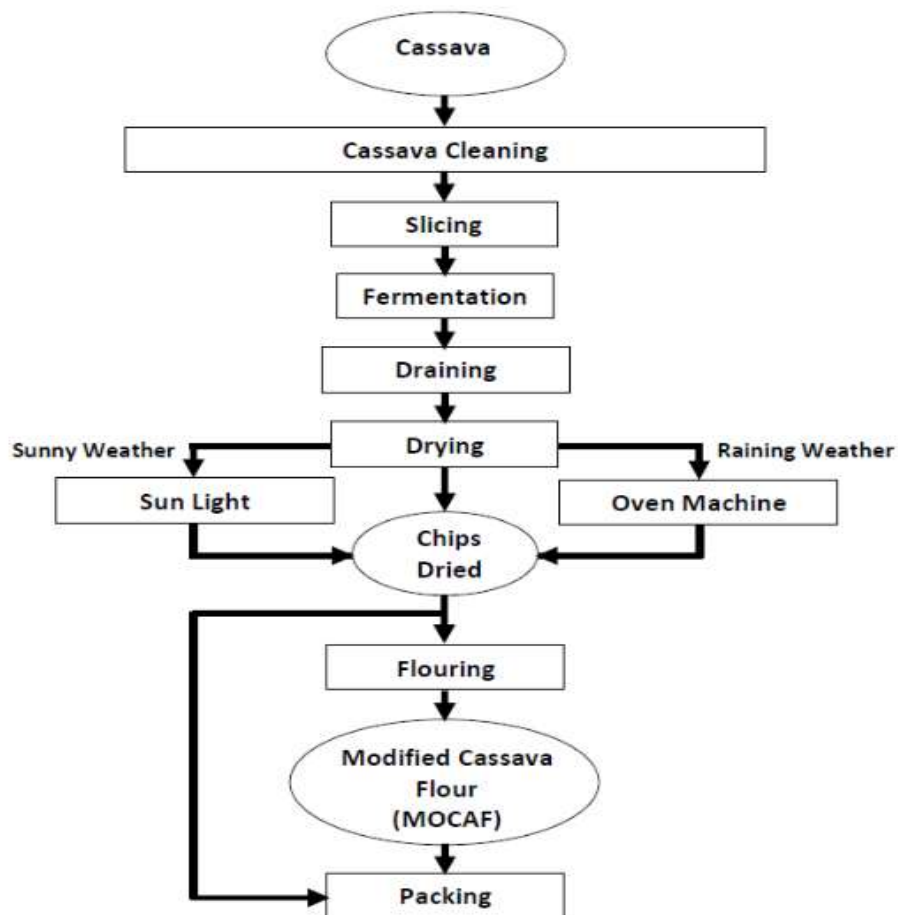 Cassava
Cassava Cleaning
Slicing
Fermentation
Draining
Drying
Sunny Weather
Raining Weather
Sun Light
Oven Machine
Chips
Dried
Flouring
Modified Cassava
Flour
(MOCAF)
Packing